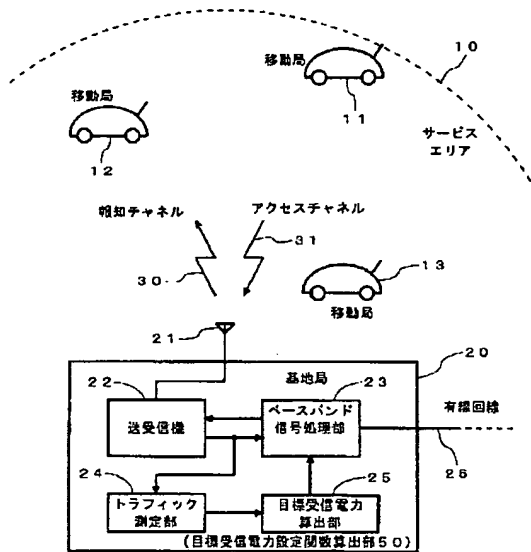 移動局
11
10
移動局
12
サービス
エリア
報知チャネル
アクセスチャネル
31
30
13
移動局
21
20
基地局
22
送受信機
23
ベースバンド
信号処理部
有線回線
26
24
トラフィック
測定部
25
目標受信電力
算出部
(目標受信電力設定関数算出部50)